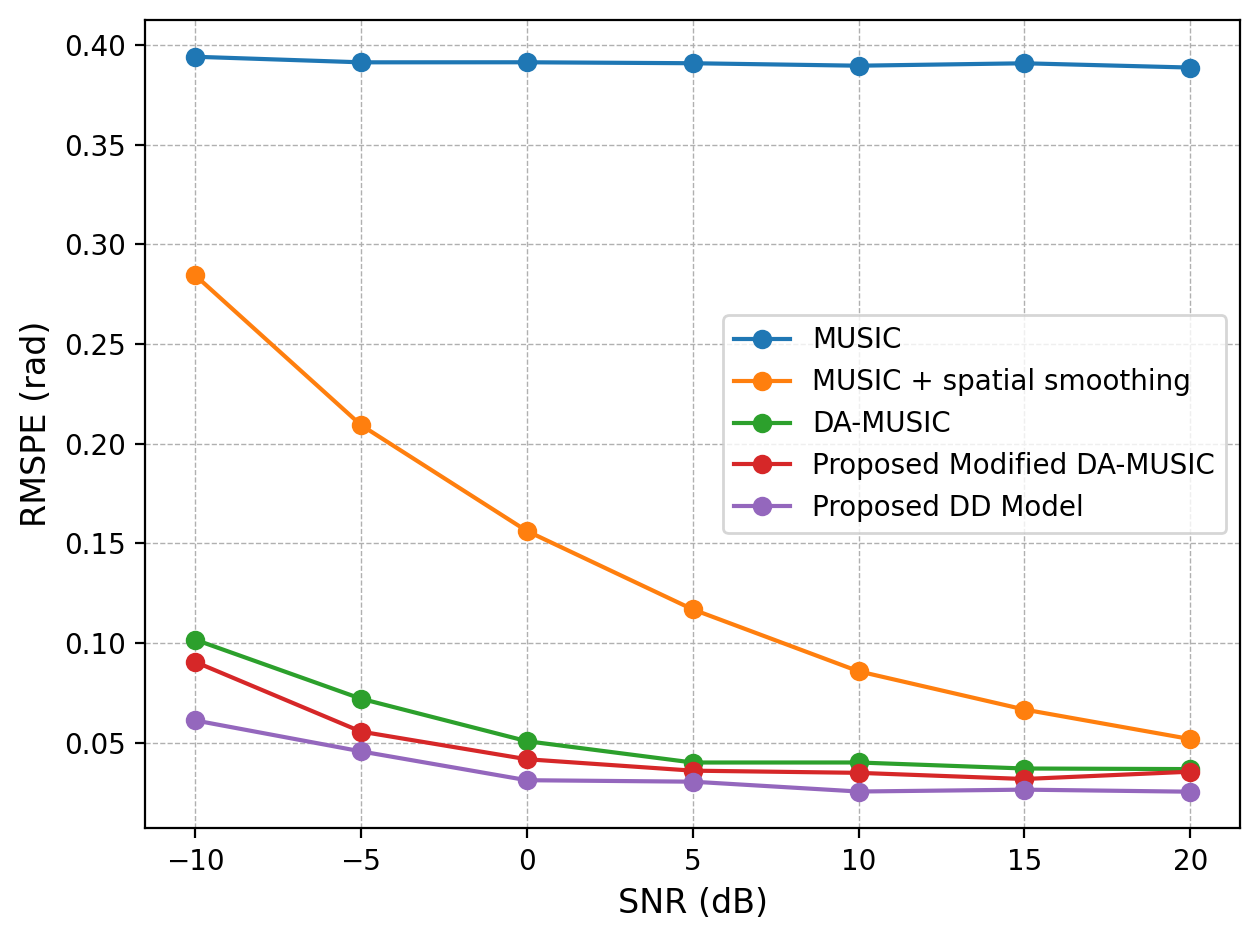 0.40
0.35
0.30
0.25
0.20
0.15
0.10
0.05
RMSPE (rad)
MUSIC
MUSIC + spatial smoothing
DA-MUSIC
Proposed Modified DA-MUSIC
Proposed DD Model
−10 −5 0 5 10 15 20
SNR (dB)